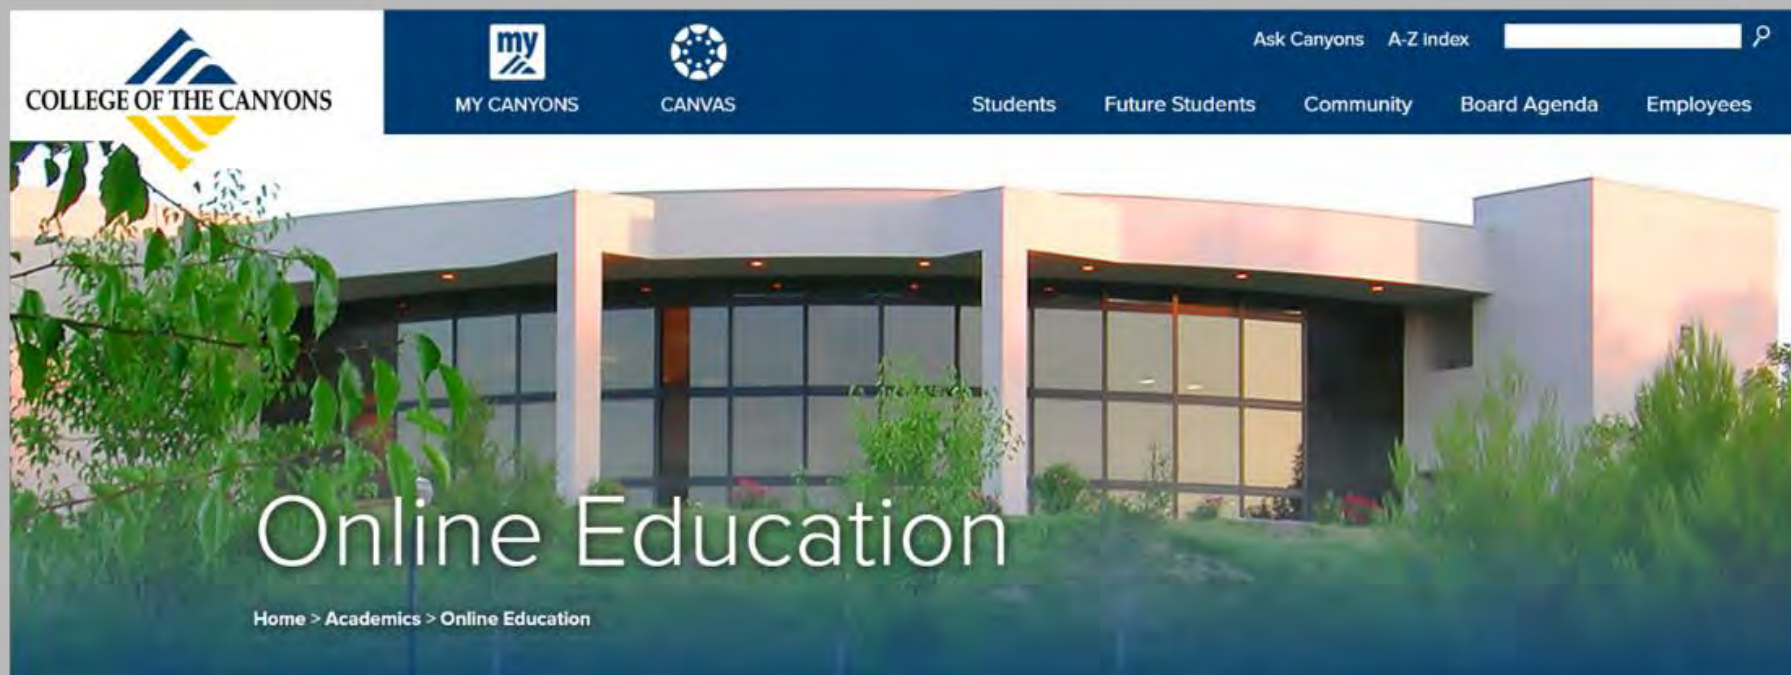 COLLEGE OF THE CANYONS
my
MY CANYONS
CANVAS
Ask Canyons
A-Z index
Students
Future Students
Community
Board Agenda
Employees
Online Education
Home > Academics > Online Education